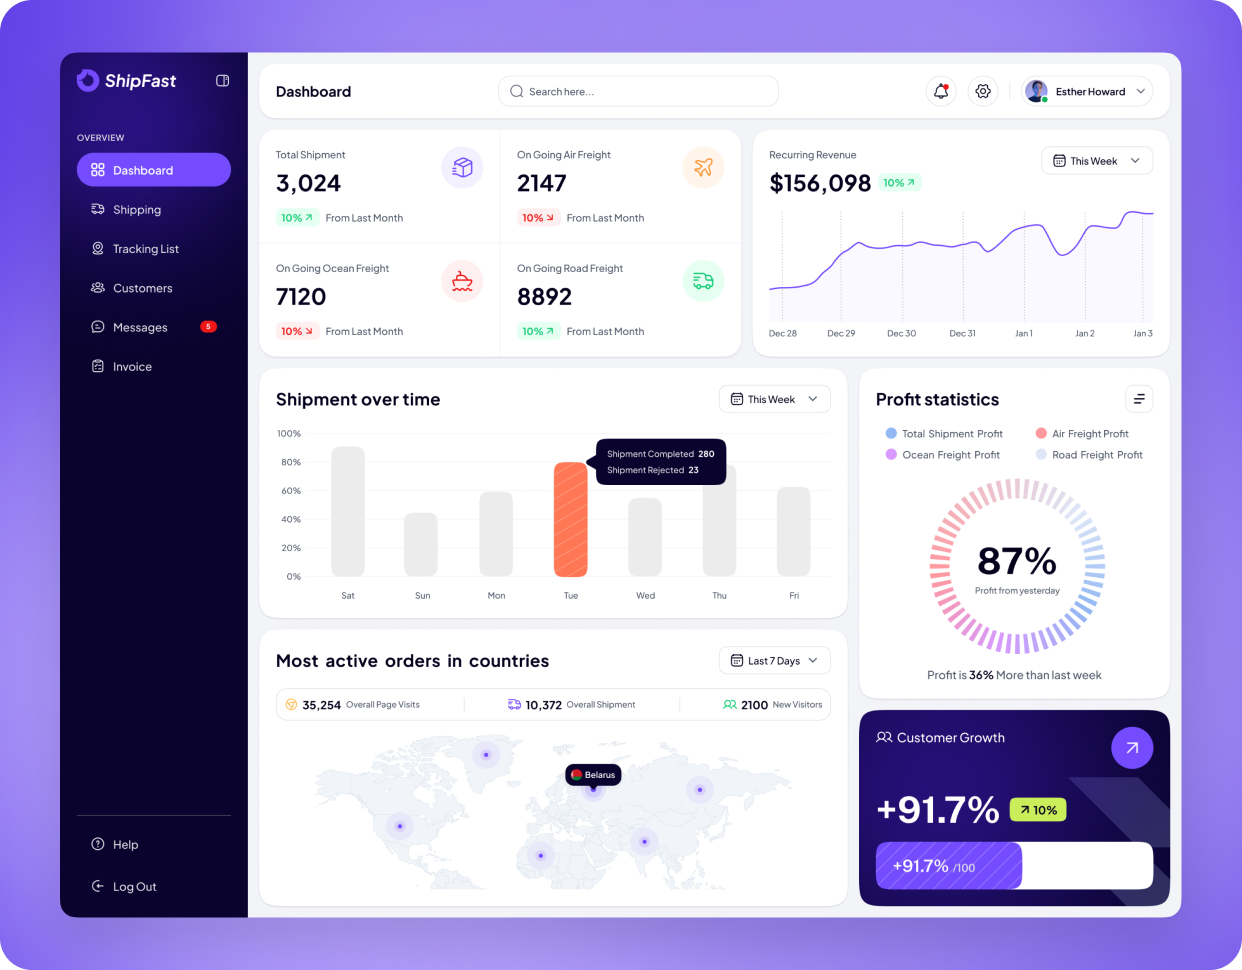 ShipFast
OVERVIEW
Dashboard
Shipping
Tracking List
Customers
Messages 5
Invoice
Help
Log Out
Dashboard
Search here...
Esther Howard
Total Shipment
3,024
10% From Last Month
On Going Air Freight
2147
10% From Last Month
On Going Ocean Freight
7120
10% From Last Month
On Going Road Freight
8892
10% From Last Month
Recurring Revenue
$156,098 10%
This Week
Dec 28 Dec 29 Dec 30 Dec 31 Jan 1 Jan 2 Jan 3
Shipment over time
This Week
100%
80%
60%
40%
20%
0%
Shipment Completed 280
Shipment Rejected 23
Sat Sun Mon Tue Wed Thu Fri
Profit statistics
Total Shipment Profit
Air Freight Profit
Ocean Freight Profit
Road Freight Profit
87%
Profit from yesterday
Profit is 36% More than last week
Most active orders in countries
Last 7 Days
35,254 Overall Page Visits
10,372 Overall Shipment
2100 New Visitors
Belarus
Customer Growth
+91.7% 10%
+91.7% /100